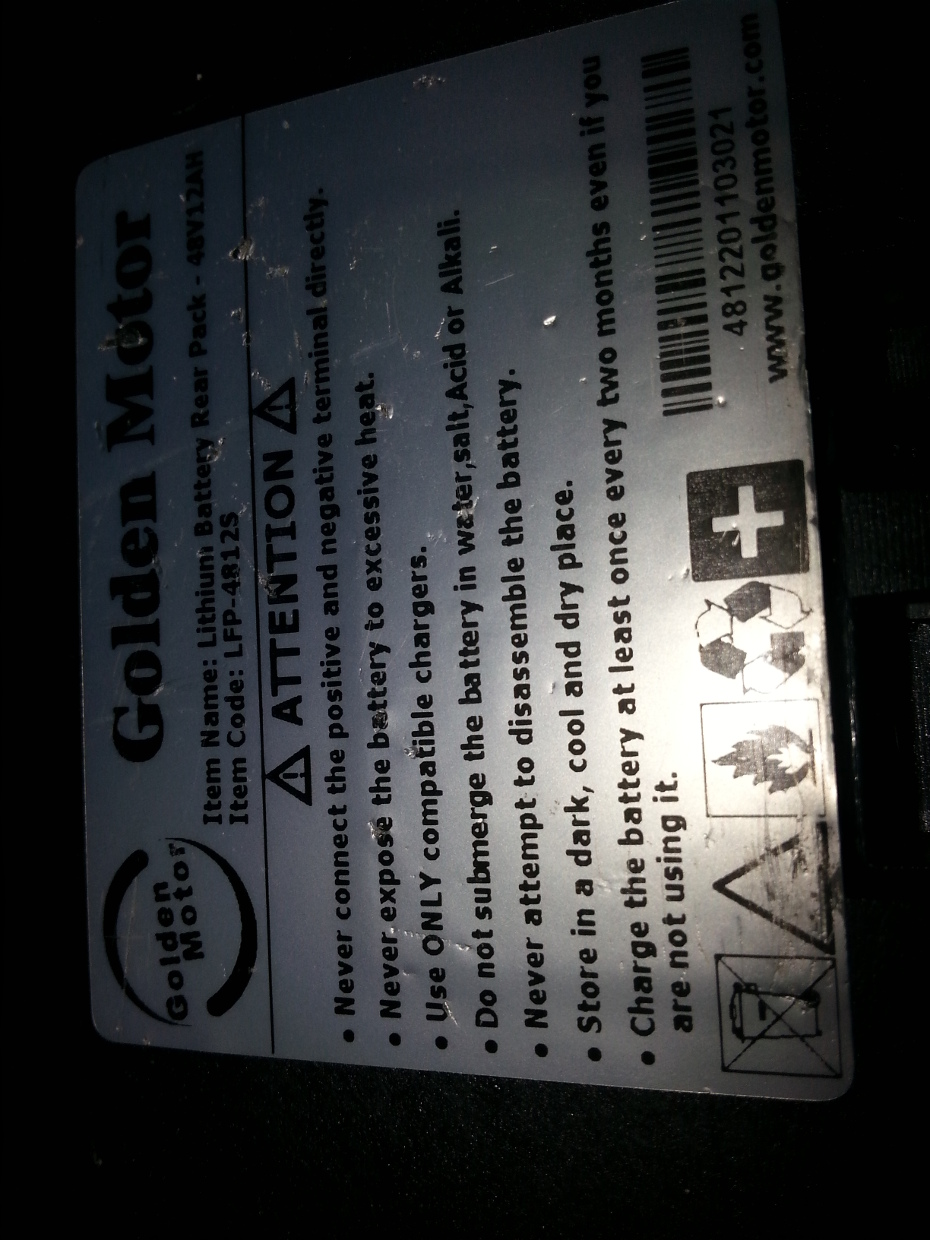 Golden
Motor
Golden Motor
Item Name: Lithium Battery Rear Pack - 48V12AH
Item Code: LFP-4812S
ATTENTION
• Never connect the positive and negative terminal directly.
• Never expose the battery to excessive heat.
• Use ONLY compatible chargers.
• Do not submerge the battery in water,salt,Acid or Alkali.
• Never attempt to disassemble the battery.
• Store in a dark, cool and dry place.
• Charge the battery at least once every two months even if you
are not using it.
4812201103021
www.goldenmotor.com